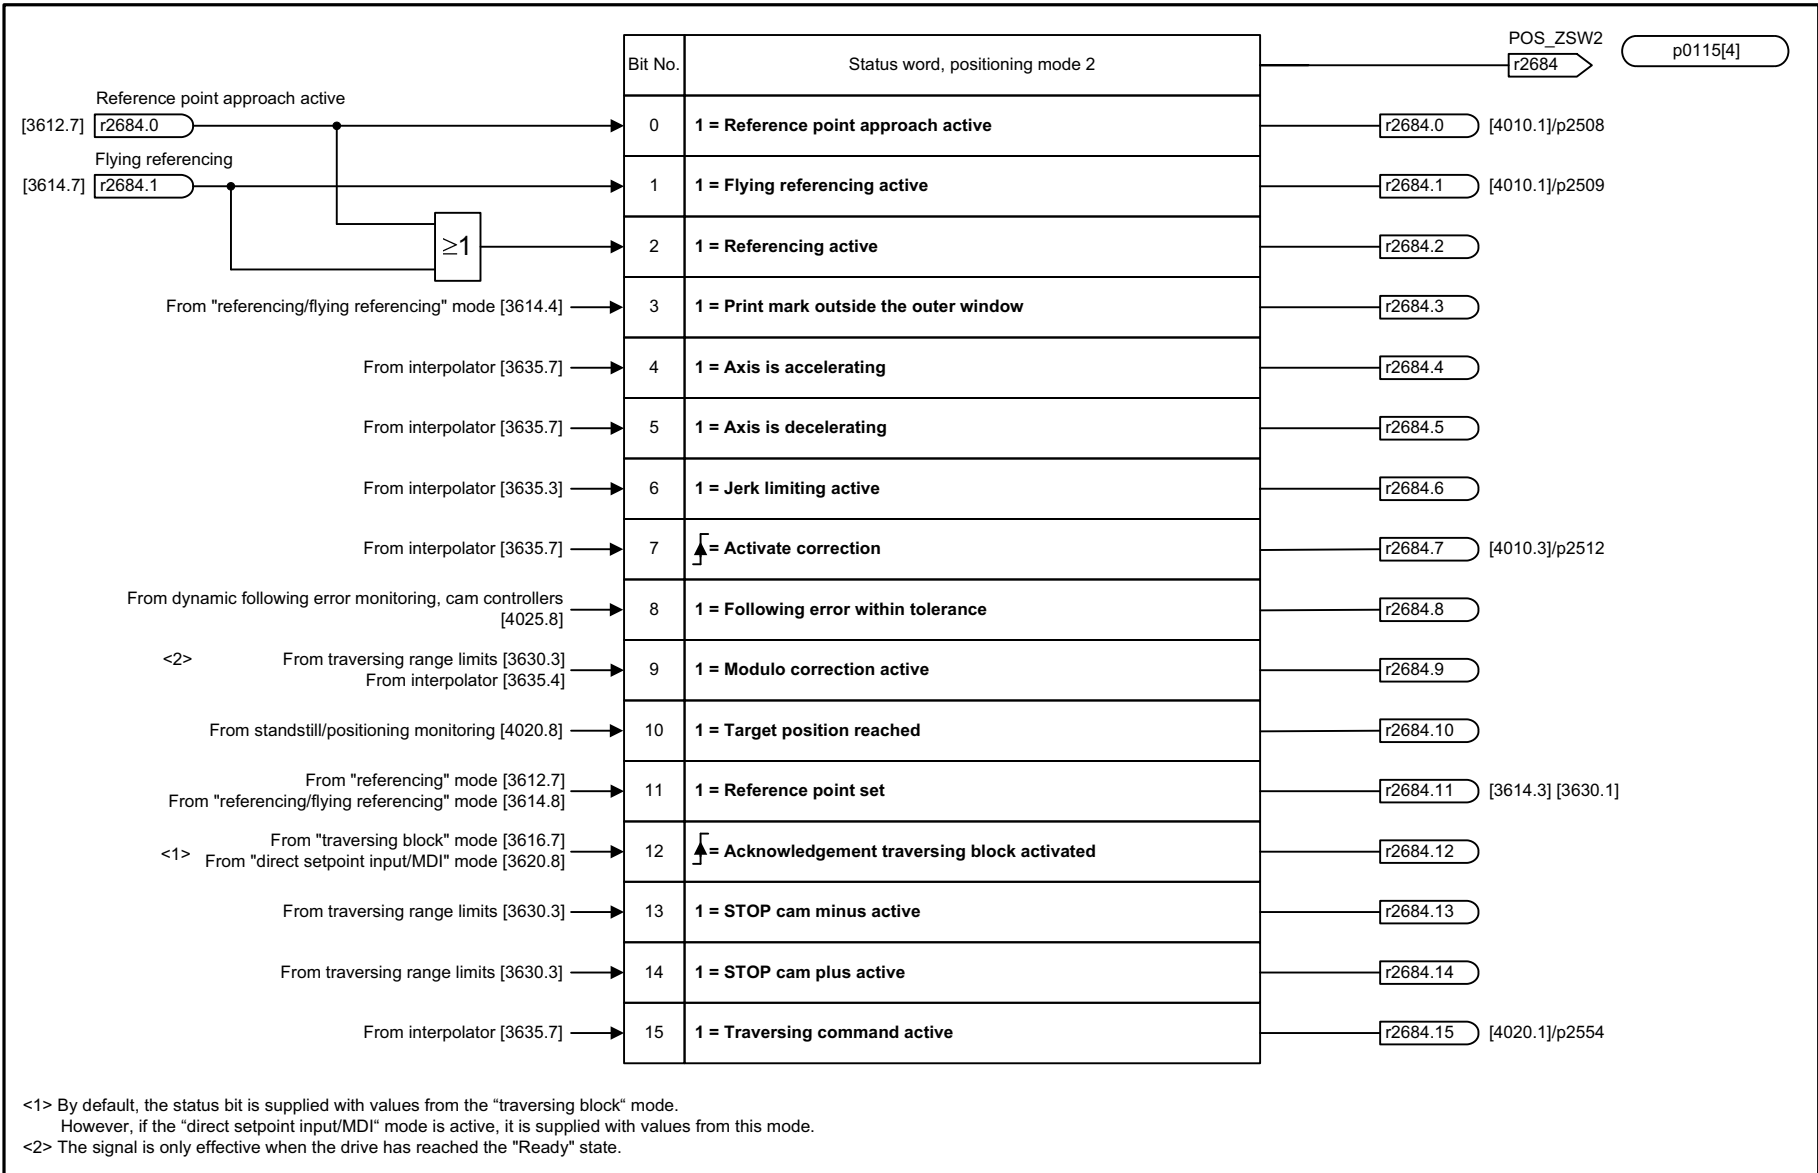 POS_ZSW2
Bit No.
Status word, positioning mode 2
r2684
p0115[4]
Reference point approach active
[3612.7]
r2684.0
0
1 = Reference point approach active
r2684.0
[4010.1]/p2508
Flying referencing
[3614.7]
r2684.1
1
1 = Flying referencing active
r2684.1
[4010.1]/p2509
≥1
2
1 = Referencing active
r2684.2
From "referencing/flying referencing" mode [3614.4]
3
1 = Print mark outside the outer window
r2684.3
From interpolator [3635.7]
4
1 = Axis is accelerating
r2684.4
From interpolator [3635.7]
5
1 = Axis is decelerating
r2684.5
From interpolator [3635.3]
6
1 = Jerk limiting active
r2684.6
From interpolator [3635.7]
7
= Activate correction
r2684.7
[4010.3]/p2512
From dynamic following error monitoring, cam controllers
[4025.8]
8
1 = Following error within tolerance
r2684.8
<2>
From traversing range limits [3630.3]
From interpolator [3635.4]
9
1 = Modulo correction active
r2684.9
From standstill/positioning monitoring [4020.8]
10
1 = Target position reached
r2684.10
From "referencing" mode [3612.7]
From "referencing/flying referencing" mode [3614.8]
11
1 = Reference point set
r2684.11
[3614.3] [3630.1]
<1>
From "traversing block" mode [3616.7]
From "direct setpoint input/MDI" mode [3620.8]
12
= Acknowledgement traversing block activated
r2684.12
From traversing range limits [3630.3]
13
1 = STOP cam minus active
r2684.13
From traversing range limits [3630.3]
14
1 = STOP cam plus active
r2684.14
From interpolator [3635.7]
15
1 = Traversing command active
r2684.15
[4020.1]/p2554
<1> By default, the status bit is supplied with values from the “traversing block“ mode.
However, if the “direct setpoint input/MDI“ mode is active, it is supplied with values from this mode.
<2> The signal is only effective when the drive has reached the "Ready" state.